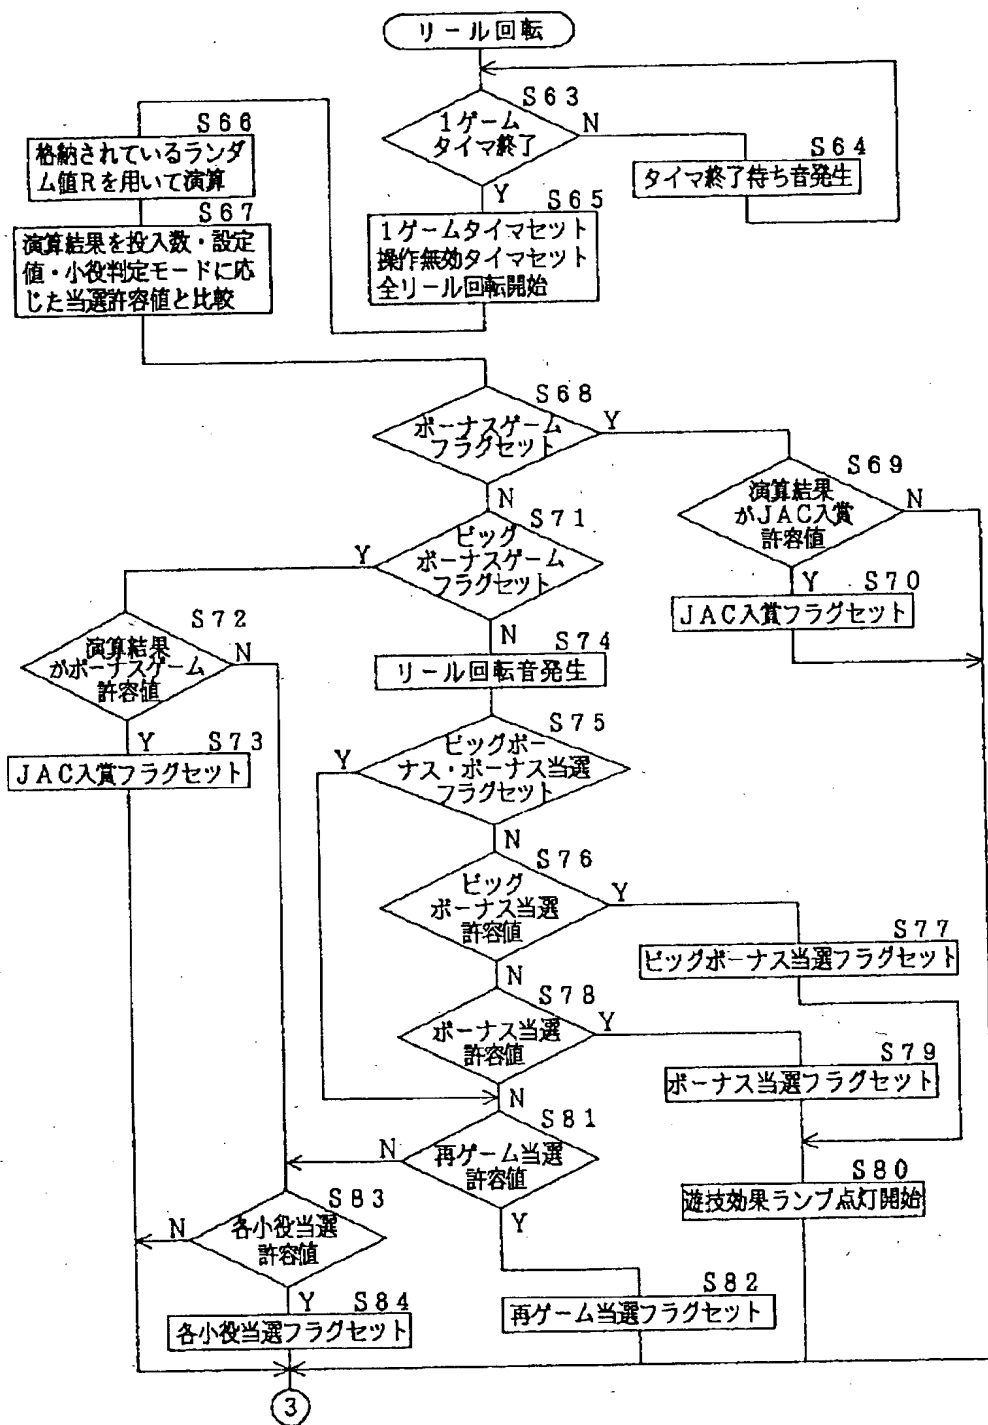 リール回転
S63
1ゲーム
タイマ終了
N
Y
S64
タイマ終了待ち音発生
S65
1ゲームタイマセット
操作無効タイマセット
全リール回転開始
S66
格納されているランダ
ム値Rを用いて演算
S67
演算結果を投入数・設定
値・小役判定モードに応
じた当選許容値と比較
S68
ボーナスゲーム
フラグセット
Y
N
S69
演算結果
がJAC入賞
許容値
N
Y
S70
JAC入賞フラグセット
S71
ビッグ
ボーナスゲーム
フラグセット
Y
N
S72
演算結果
がボーナスゲーム
許容値
N
Y
S73
JAC入賞フラグセット
S74
リール回転音発生
S75
ビッグボー
ナス・ボーナス当選
フラグセット
Y
N
S76
ビッグ
ボーナス当選
許容値
Y
N
S77
ビッグボーナス当選フラグセット
S78
ボーナス当選
許容値
Y
N
S79
ボーナス当選フラグセット
S80
遊技効果ランプ点灯開始
S81
再ゲーム当選
許容値
N
Y
S82
再ゲーム当選フラグセット
S83
各小役当選
許容値
N
Y
S84
各小役当選フラグセット
3